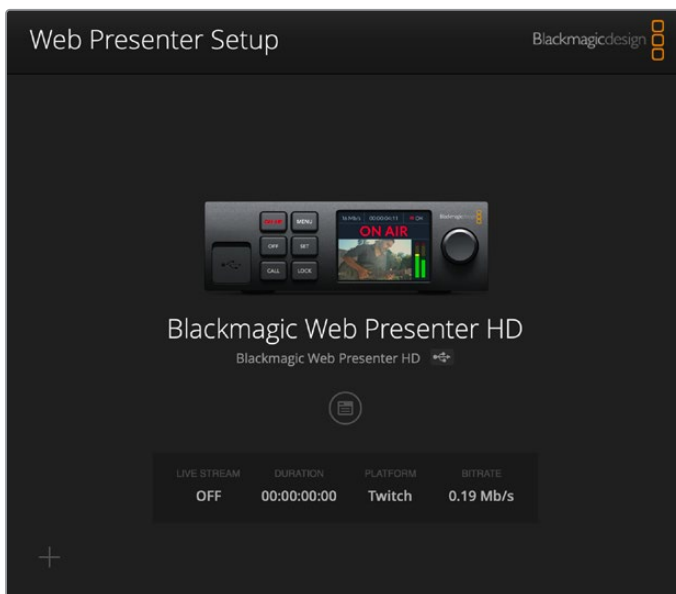 Web Presenter Setup
Blackmagicdesign
ON AIR MENU
OFF SET
CALL LOCK
ON AIR
Blackmagic Web Presenter HD
Blackmagic Web Presenter HD
LIVE STREAM DURATION PLATFORM BITRATE
OFF 00:00:00:00 Twitch 0.19 Mb/s